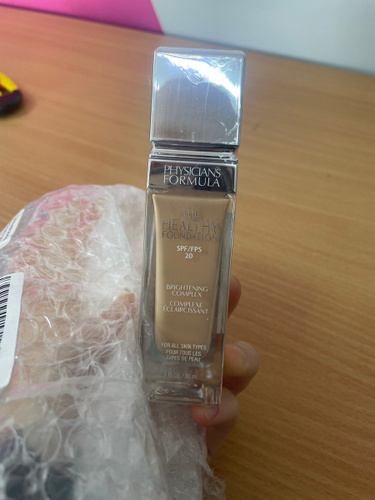 PHYSICIANS
FORMULA
THE
HEALTHY
FOUNDATION
SPF/FPS
20
BRIGHTENING
COMPLEX
COMPLEXE
ÉCLAIRCISSANT
FOR ALL SKIN TYPES
POUR TOUS LES
TYPES DE PEAU